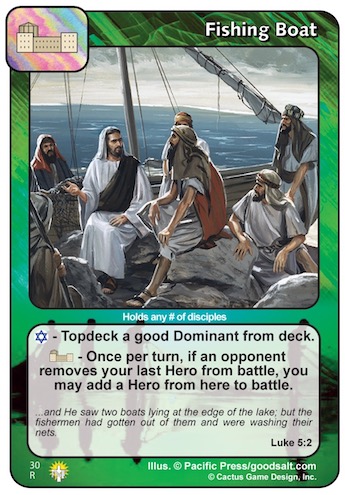 Fishing Boat
Holds any # of disciples
- Topdeck a good Dominant from deck.
- Once per turn, if an opponent
removes your last Hero from battle, you
may add a Hero from here to battle.
...and He saw two boats lying at the edge of the lake; but the
fishermen had gotten out of them and were washing their
nets.
Luke 5:2
30
R
Illus. © Pacific Press/goodsalt.com
© Cactus Game Design, Inc.